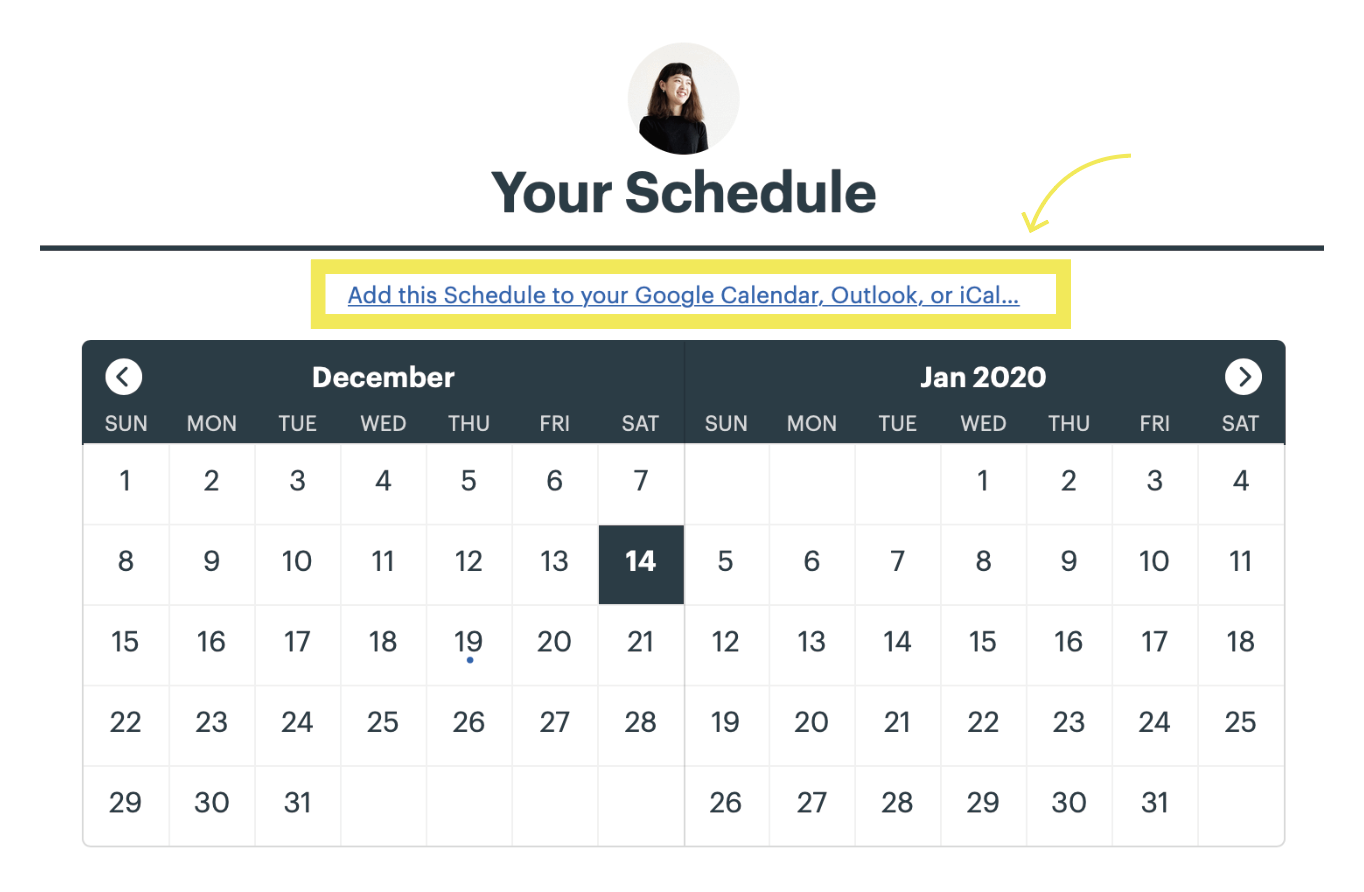 Your Schedule
Add this Schedule to your Google Calendar, Outlook, or iCal...
December Jan 2020
SUN MON TUE WED THU FRI SAT SUN MON TUE WED THU FRI SAT
1 2 3 4 5 6 7 1 2 3 4
8 9 10 11 12 13 14 5 6 7 8 9 10 11
15 16 17 18 19 20 21 12 13 14 15 16 17 18
22 23 24 25 26 27 28 19 20 21 22 23 24 25
29 30 31 26 27 28 29 30 31